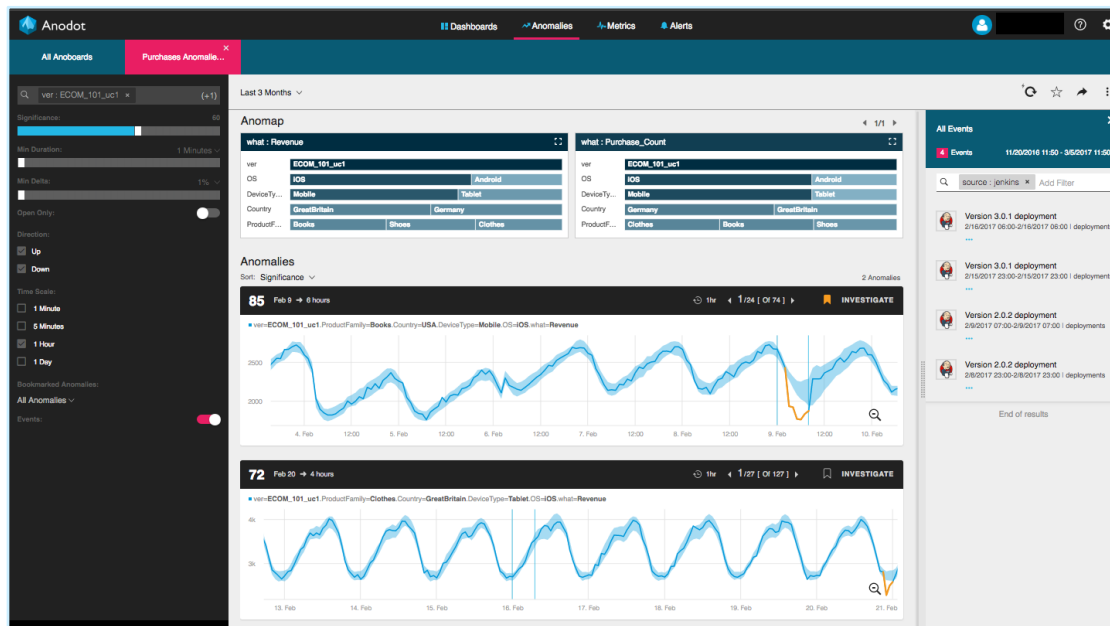 Anodot
Dashboards
Anomalies
Metrics
Alerts
All Anoboards
Purchases Anomalie...
ver : ECOM_101_uc1 ×
(+1)
Significance:
60
Min Duration:
1 Minutes
Min Delta:
1%
Open Only:
Direction:
Up
Down
Time Scale:
1 Minute
5 Minutes
1 Hour
1 Day
Bookmarked Anomalies:
All Anomalies
Events:
Last 3 Months
Anomap
1/1
what : Revenue
ver ECOM_101_uc1
OS iOS Android
DeviceTy... Mobile Tablet
Country GreatBritain Germany
ProductF... Books Shoes Clothes
what : Purchase_Count
ver ECOM_101_uc1
OS iOS Android
DeviceTy... Mobile Tablet
Country Germany GreatBritain
ProductF... Clothes Books Shoes
Anomalies
Sort: Significance
2 Anomalies
85 Feb 9 → 6 hours
1hr
1/24 [ Of 74 ]
INVESTIGATE
ver=ECOM_101_uc1.ProductFamily=Books.Country=USA.DeviceType=Mobile.OS=iOS.what=Revenue
2500
2000
4. Feb 12:00 5. Feb 12:00 6. Feb 12:00 7. Feb 12:00 8. Feb 12:00 9. Feb 12:00 10. Feb
72 Feb 20 → 4 hours
1hr
1/27 [ Of 127 ]
INVESTIGATE
ver=ECOM_101_uc1.ProductFamily=Clothes.Country=GreatBritain.DeviceType=Tablet.OS=iOS.what=Revenue
4k
3k
13. Feb 14. Feb 15. Feb 16. Feb 17. Feb 18. Feb 19. Feb 20. Feb 21. Feb
All Events
4 Events
11/20/2016 11:50 - 3/5/2017 11:50
source : jenkins ×
Add Filter
Version 3.0.1 deployment
2/16/2017 06:00-2/16/2017 06:00 | deployments
...
Version 3.0.1 deployment
2/15/2017 23:00-2/15/2017 23:00 | deployments
...
Version 2.0.2 deployment
2/9/2017 07:00-2/9/2017 07:00 | deployments
...
Version 2.0.2 deployment
2/8/2017 23:00-2/8/2017 23:00 | deployments
...
End of results